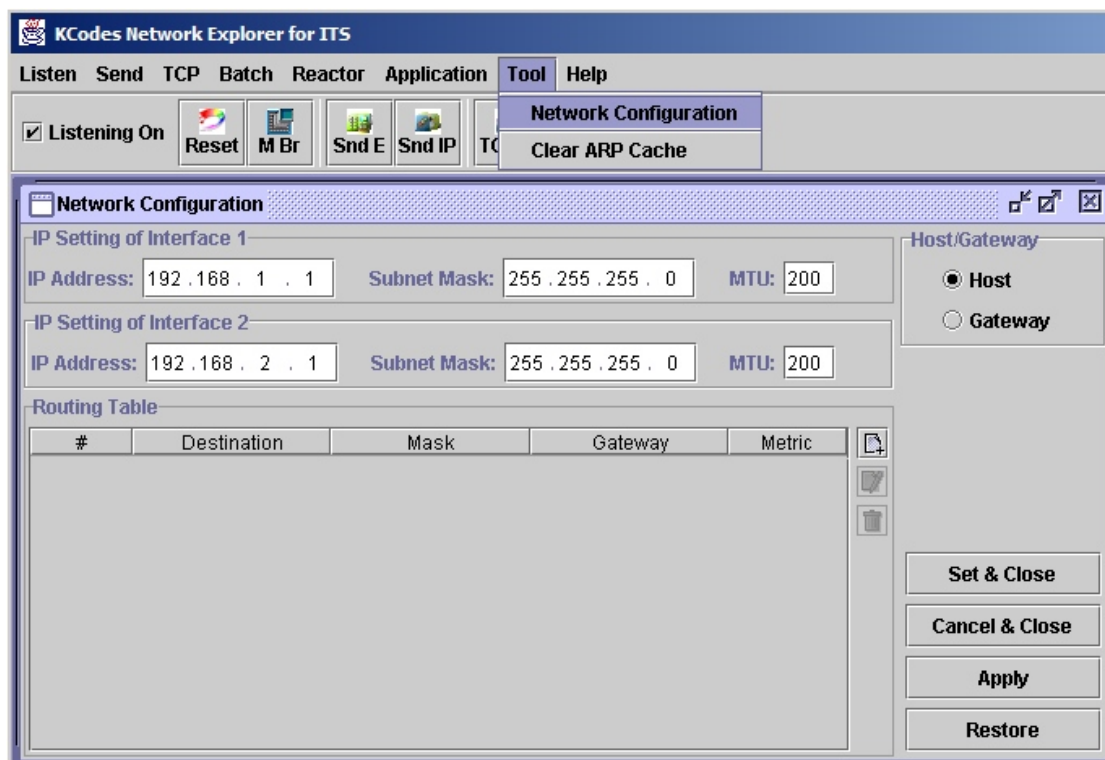 KCodes Network Explorer for ITS
Listen Send TCP Batch Reactor Application Tool Help
Network Configuration
Clear ARP Cache
Listening On Reset M Br Snd E Snd IP
Network Configuration
IP Setting of Interface 1
IP Address: 192 .168 . 1 . 1 Subnet Mask: 255 .255 .255 . 0 MTU: 200
IP Setting of Interface 2
IP Address: 192 .168 . 2 . 1 Subnet Mask: 255 .255 .255 . 0 MTU: 200
Host/Gateway
Host
Gateway
Routing Table
# Destination Mask Gateway Metric
Set & Close
Cancel & Close
Apply
Restore